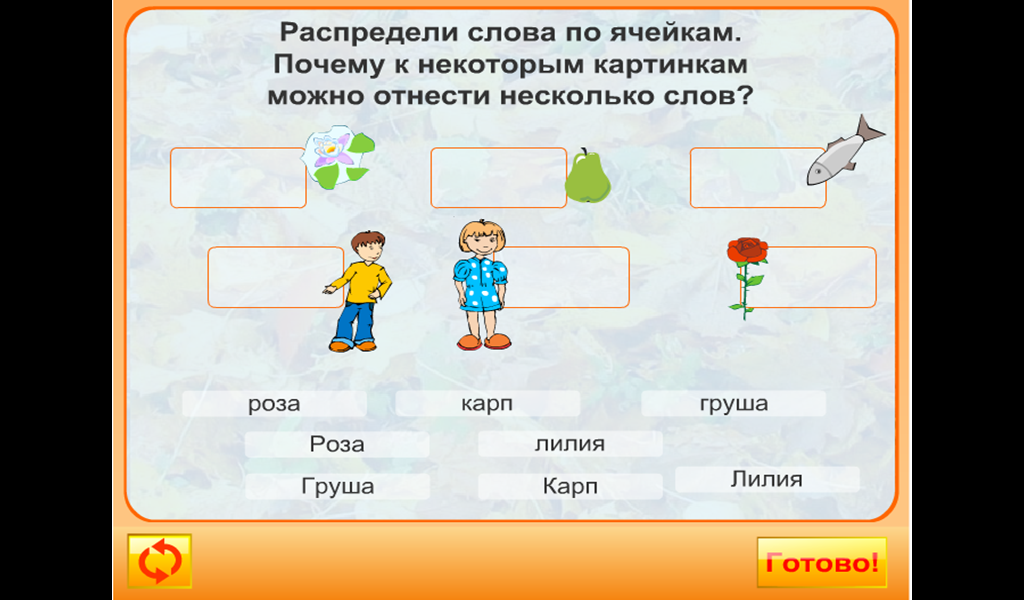 Распредели слова по ячейкам.
Почему к некоторым картинкам
можно отнести несколько слов?
роза карп груша
Роза лилия
Груша Карп Лилия
Готово!